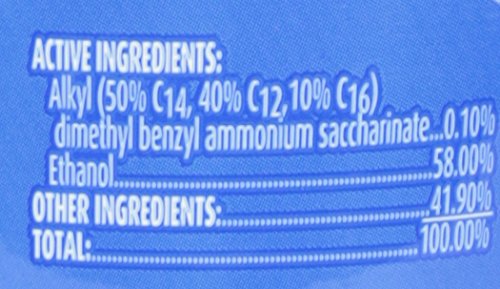 ACTIVE INGREDIENTS:
Alkyl (50% C14, 40% C12, 10% C16)
dimethyl benzyl ammonium saccharinate...0.10%
Ethanol..........................................58.00%
OTHER INGREDIENTS:..........................41.90%
TOTAL:..........................................100.00%